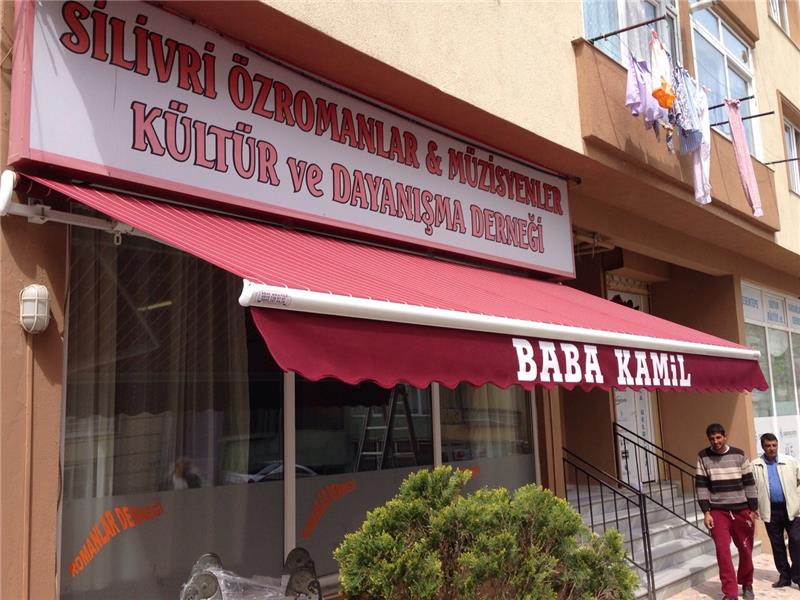 SİLİVRİ ÖZROMANLAR & MÜZİSYENLER
KÜLTÜR ve DAYANIŞMA DERNEĞİ
BABA KAMİL
ROMANLAR DERNEĞİ